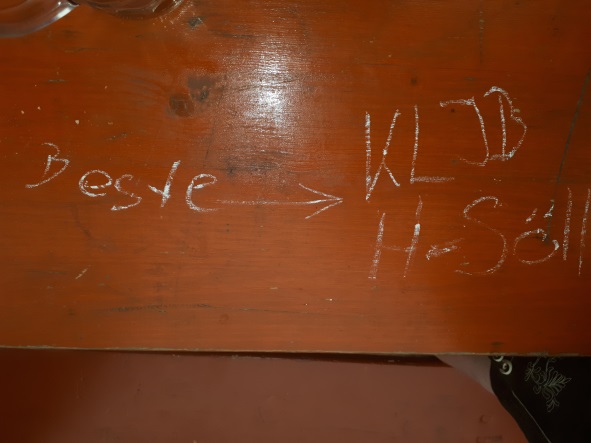 Beste → KLJB
H-Söll